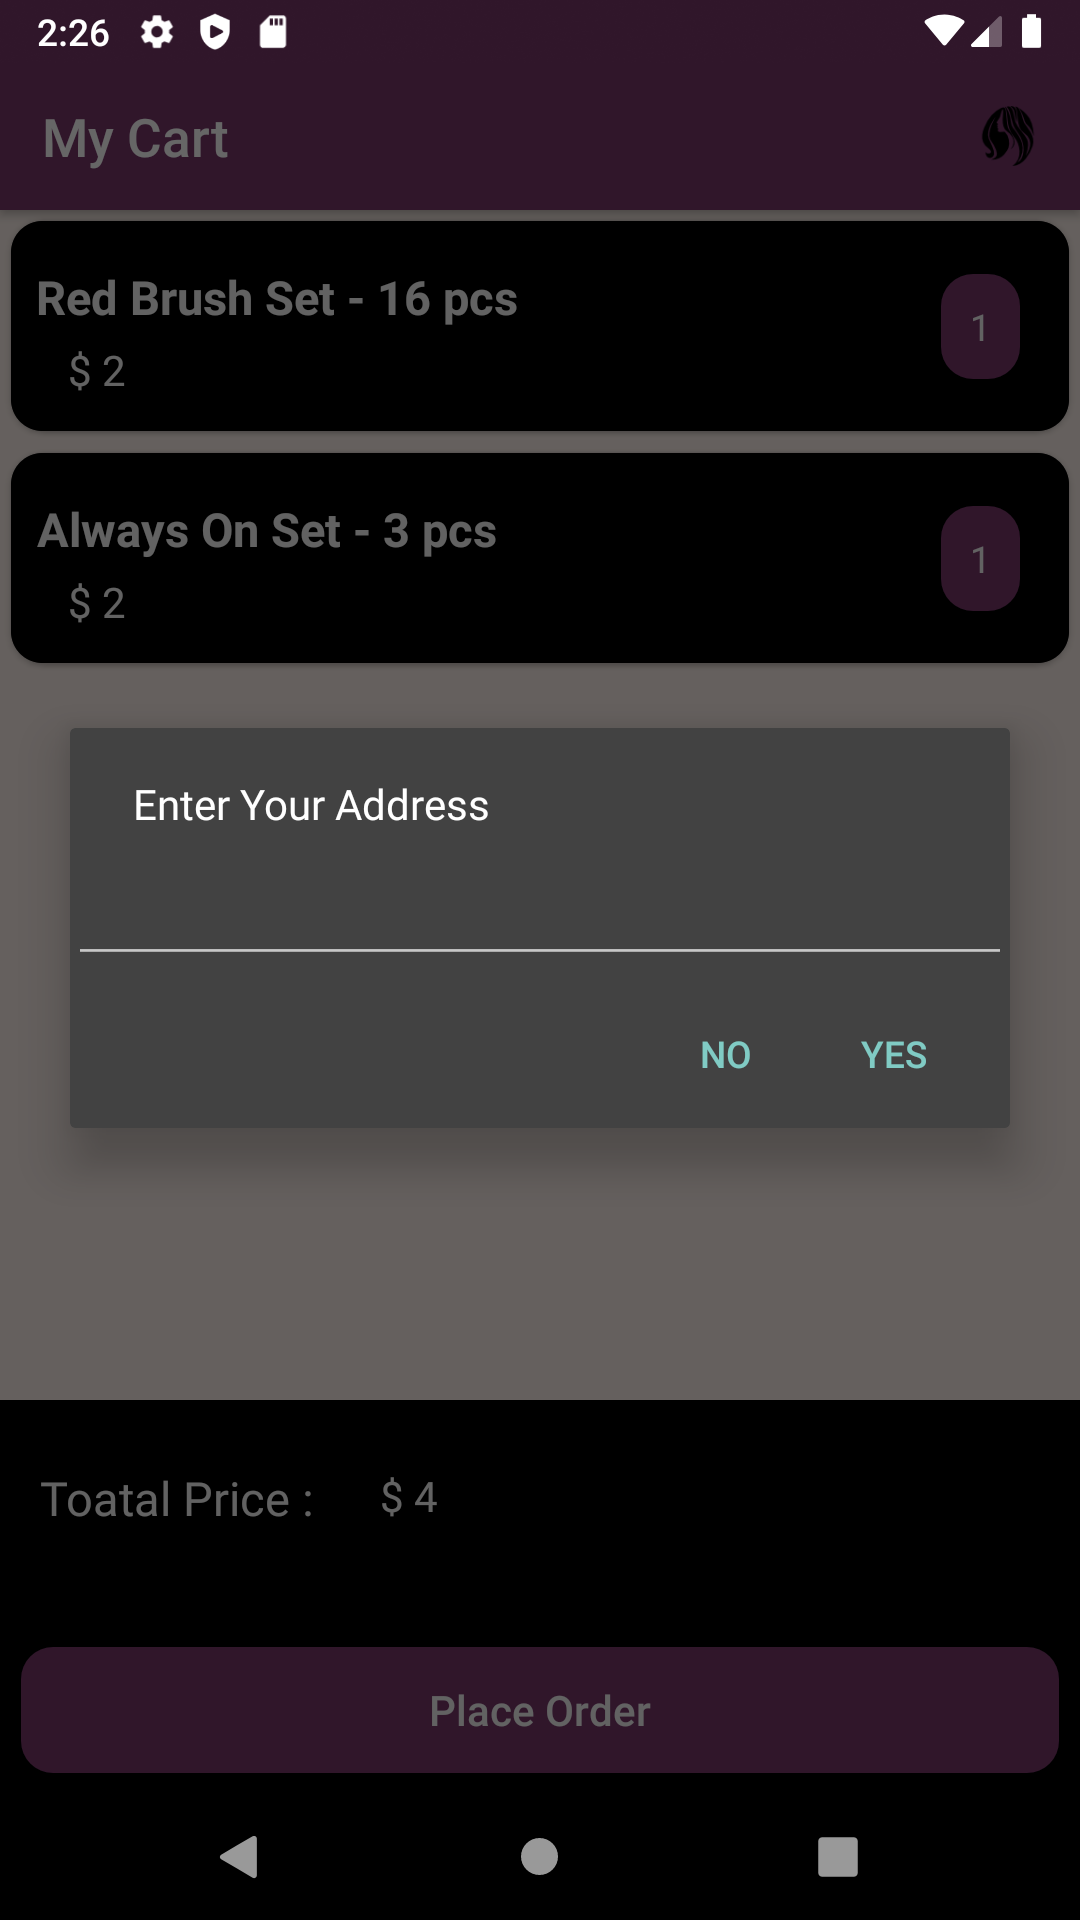 2:26
My Cart
Red Brush Set - 16 pcs
$ 2
1
Always On Set - 3 pcs
$ 2
1
Enter Your Address
NO YES
Toatal Price : $ 4
Place Order